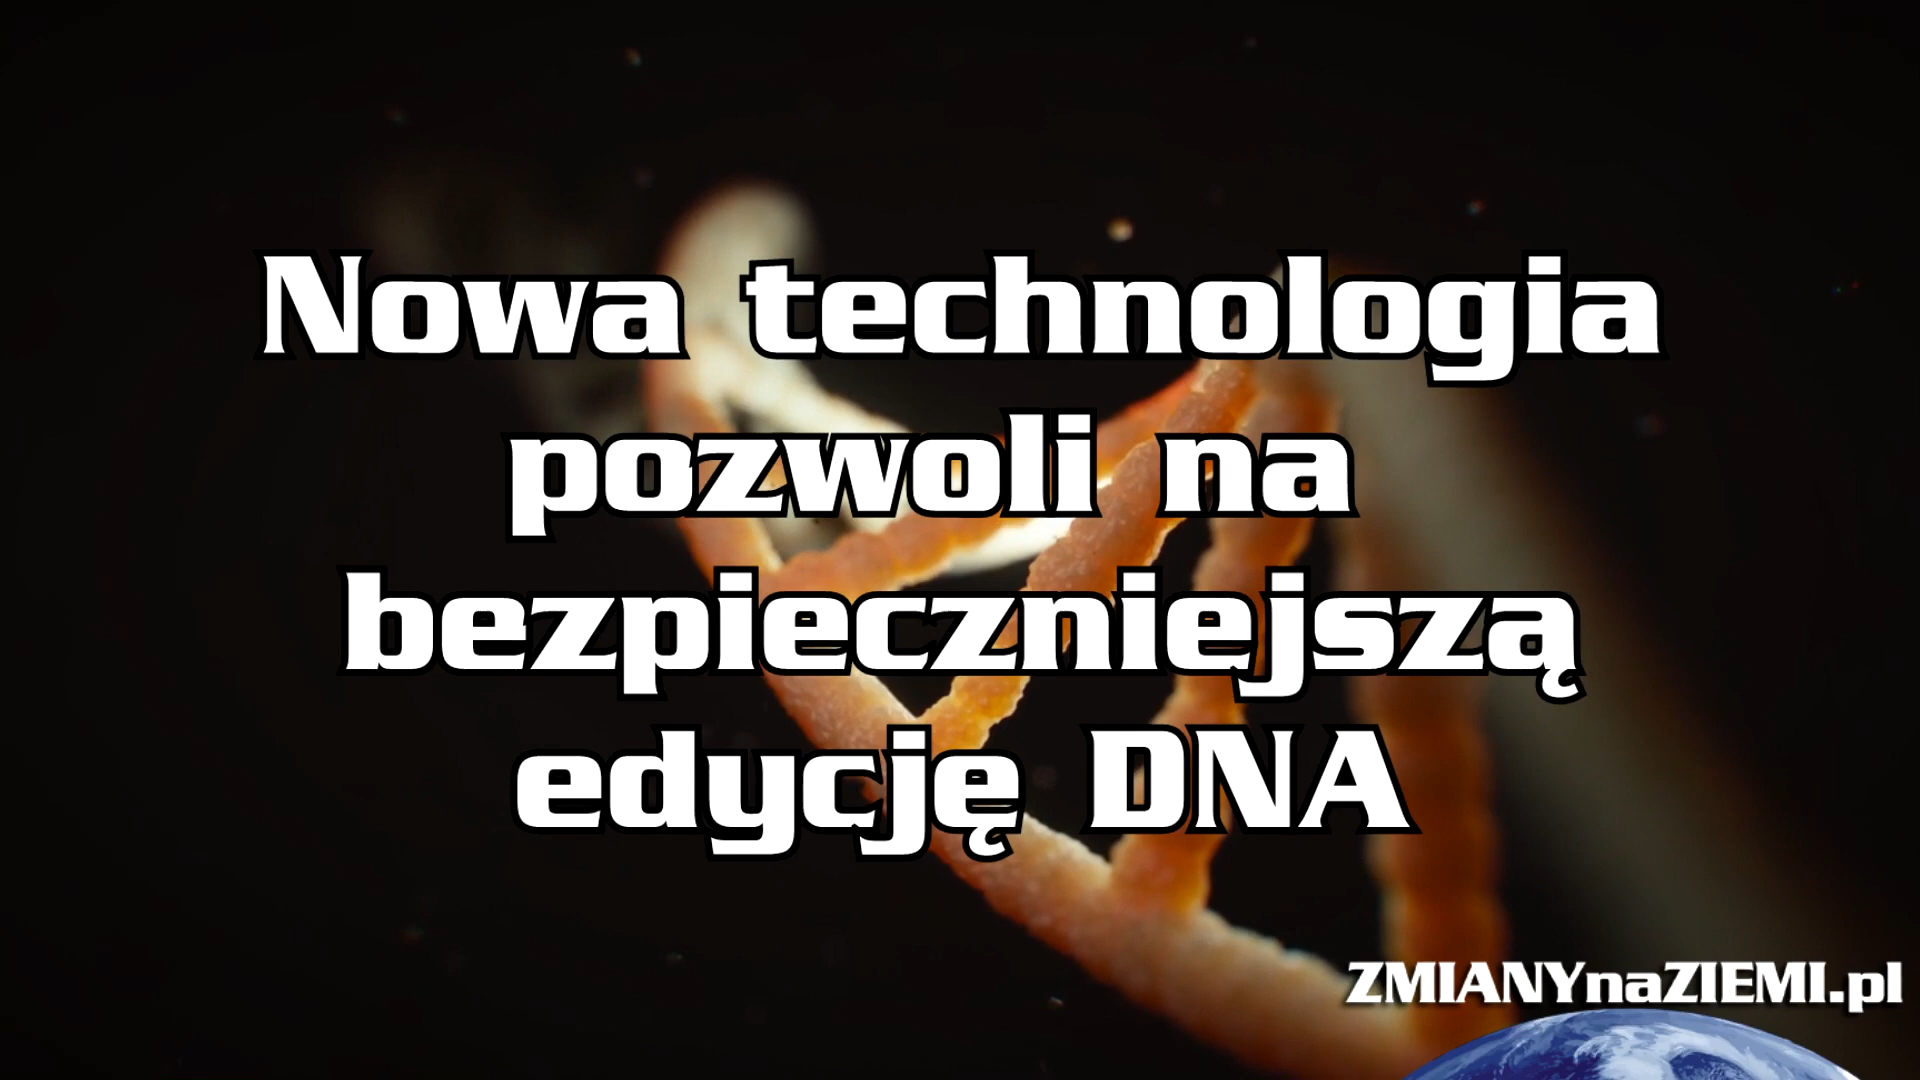 Nowa technologia
pozwoli na
bezpieczniejszą
edycję DNA
ZMIANYnaZIEMI.pl